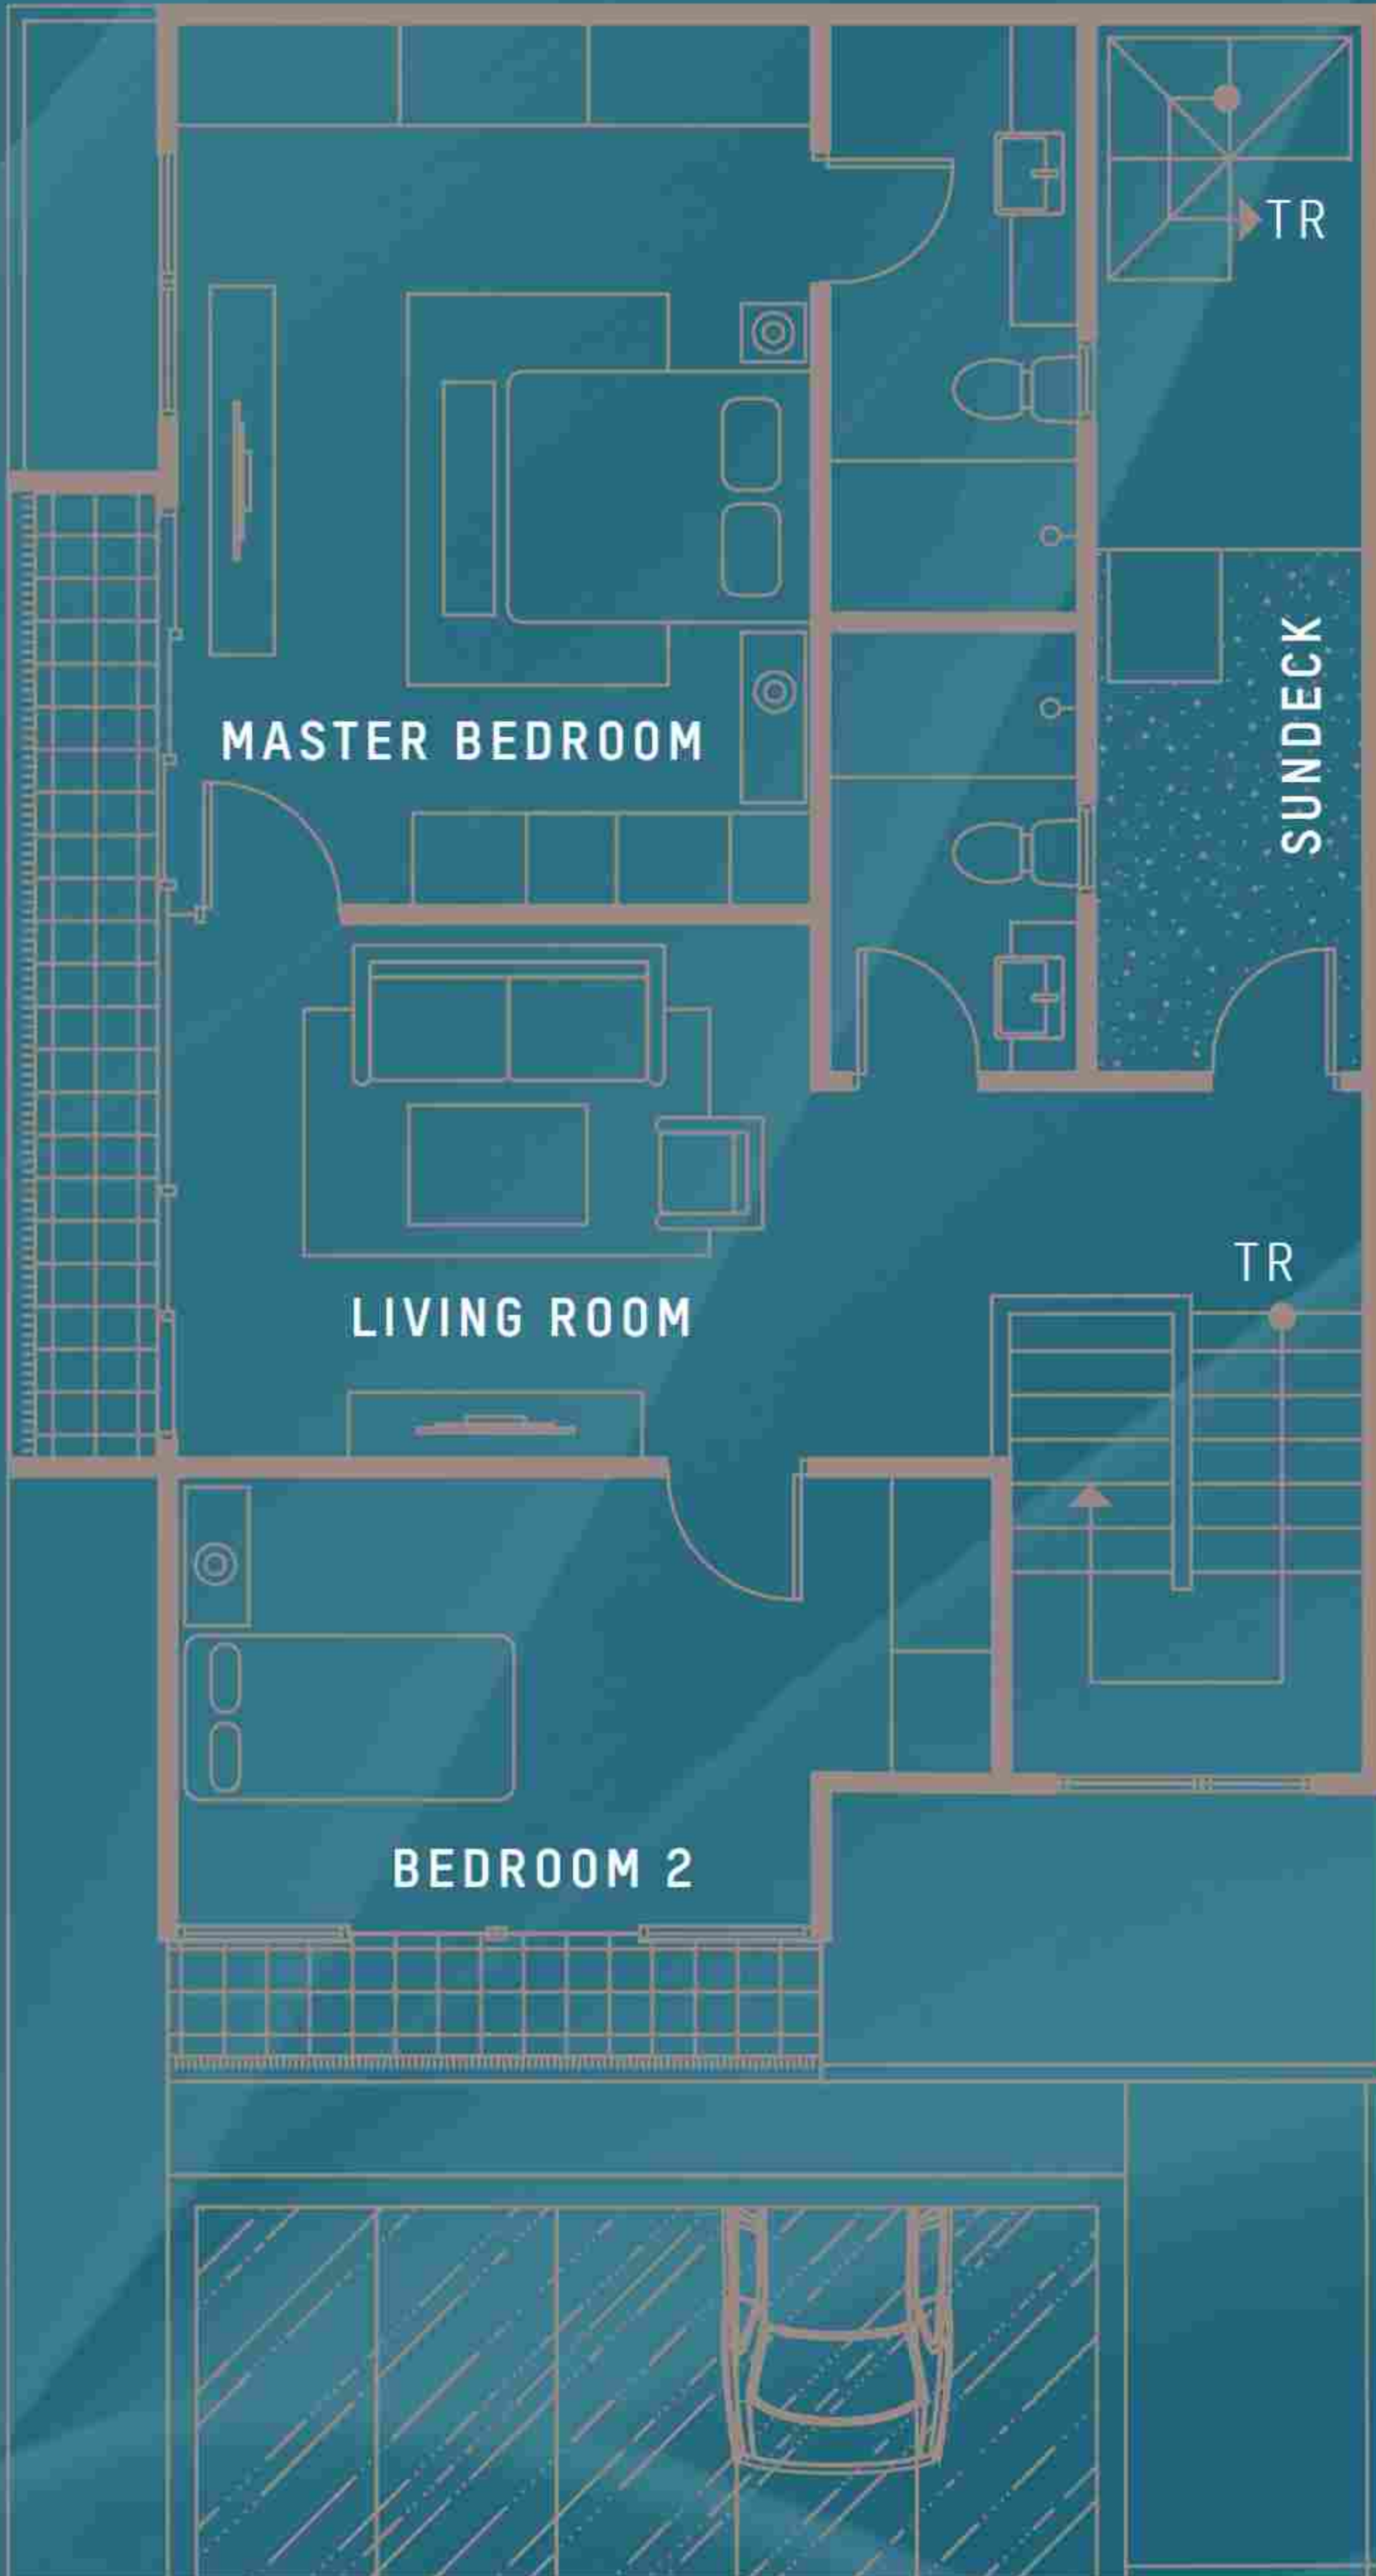 TR
SUNDECK
MASTER BEDROOM
TR
LIVING ROOM
BEDROOM 2